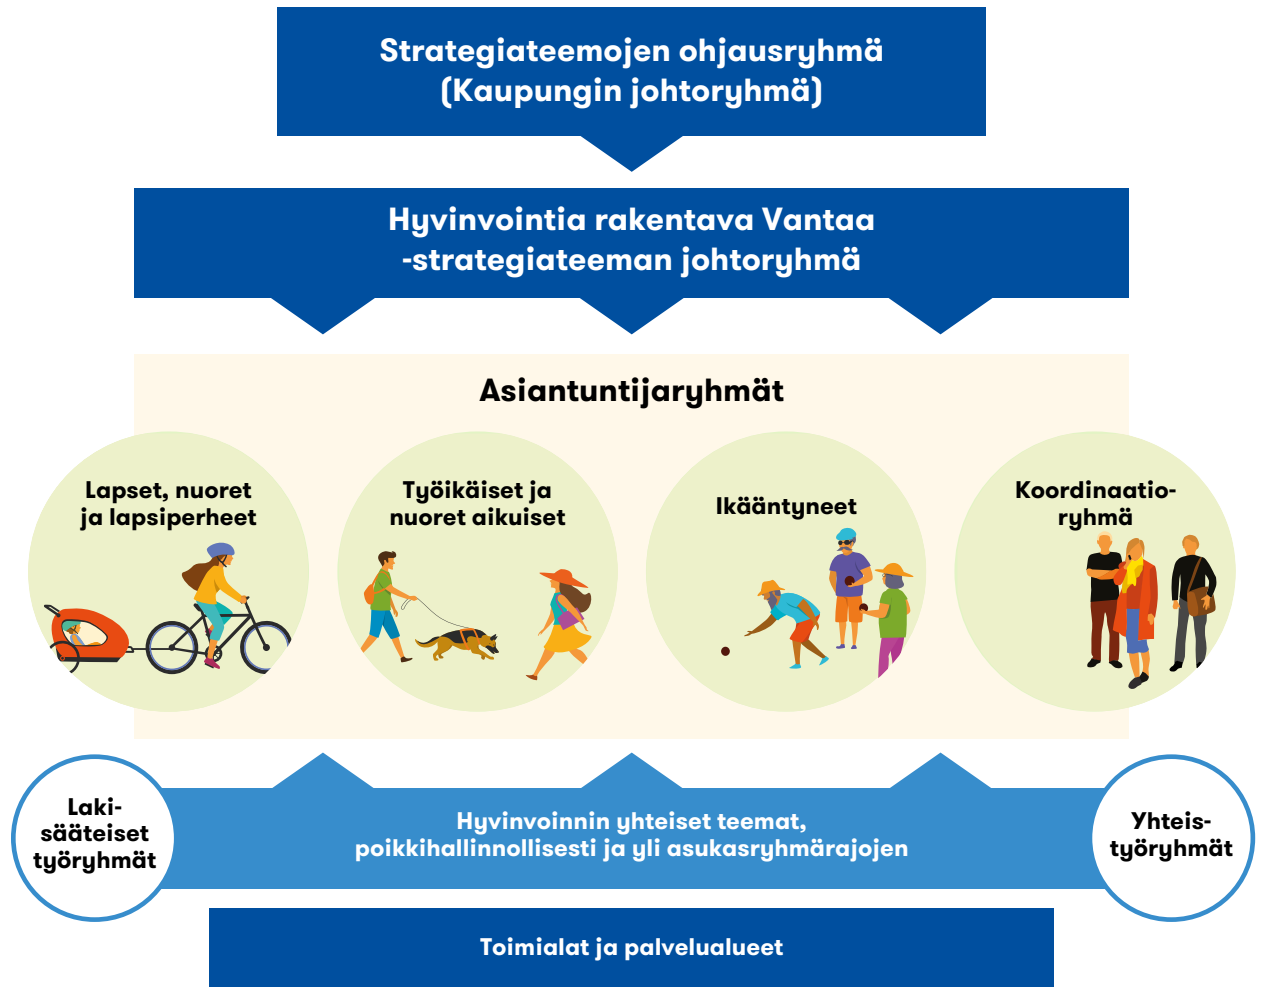 Strategiateemojen ohjausryhmä
(Kaupungin johtoryhmä)
Hyvinvointia rakentava Vantaa
-strategiateeman johtoryhmä
Asiantuntijaryhmät
Lapset, nuoret
ja lapsiperheet
Työikäiset ja
nuoret aikuiset
Ikääntyneet
Koordinaatio-
ryhmä
Laki-
sääteiset
työryhmät
Hyvinvoinnin yhteiset teemat,
poikkihallinnollisesti ja yli asukasryhmärajojen
Yhteis-
työryhmät
Toimialat ja palvelualueet